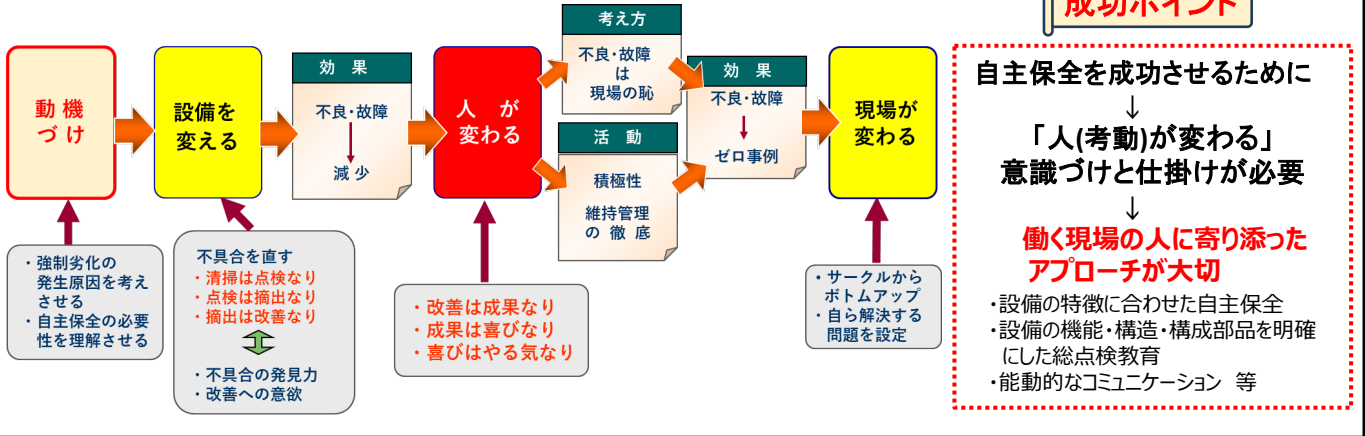 成功ポイント
動 機
づ け
設備を
変える
効 果
不良・故障
減 少
人 が
変わる
考え方
不良・故障
は
現場の恥
活 動
積極性
維持管理
の 徹 底
効 果
不良・故障
ゼロ事例
現場が
変わる
・強制劣化の
発生原因を考え
させる
・自主保全の必要
性を理解させる
不具合を直す
・清掃は点検なり
・点検は摘出なり
・摘出は改善なり
・不具合の発見力
・改善への意欲
・改善は成果なり
・成果は喜びなり
・喜びはやる気なり
・サークルから
ボトムアップ
・自ら解決する
問題を設定
自主保全を成功させるために
↓
「人(考動)が変わる」
意識づけと仕掛けが必要
↓
働く現場の人に寄り添った
アプローチが大切
・設備の特徴に合わせた自主保全
・設備の機能・構造・構成部品を明確
にした総点検教育
・能動的なコミュニケーション 等